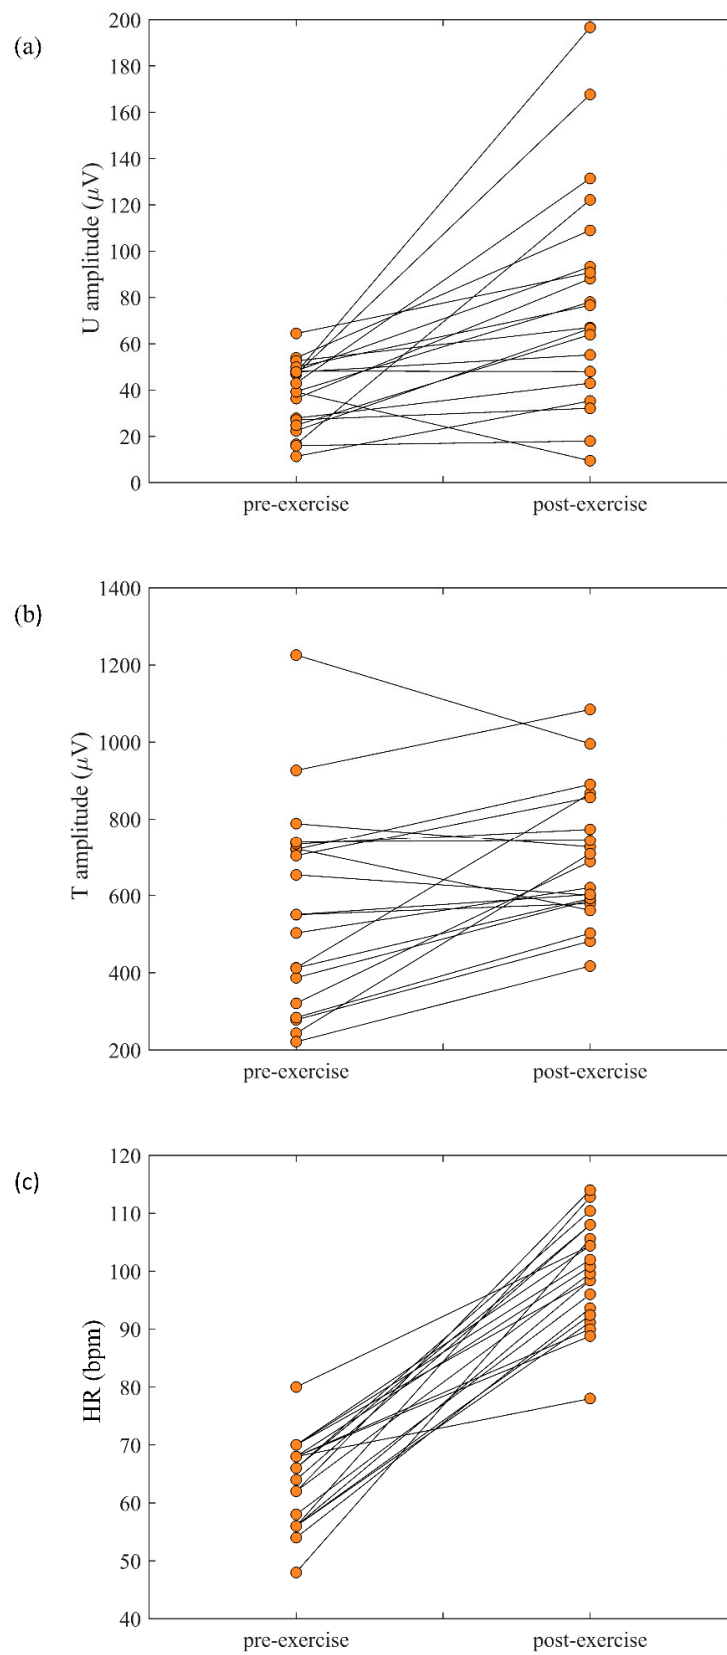 (a)
U amplitude (μV)
200
180
160
140
120
100
80
60
40
20
0
pre-exercise
post-exercise
(b)
T amplitude (μV)
1400
1200
1000
800
600
400
200
pre-exercise
post-exercise
(c)
HR (bpm)
120
110
100
90
80
70
60
50
40
pre-exercise
post-exercise